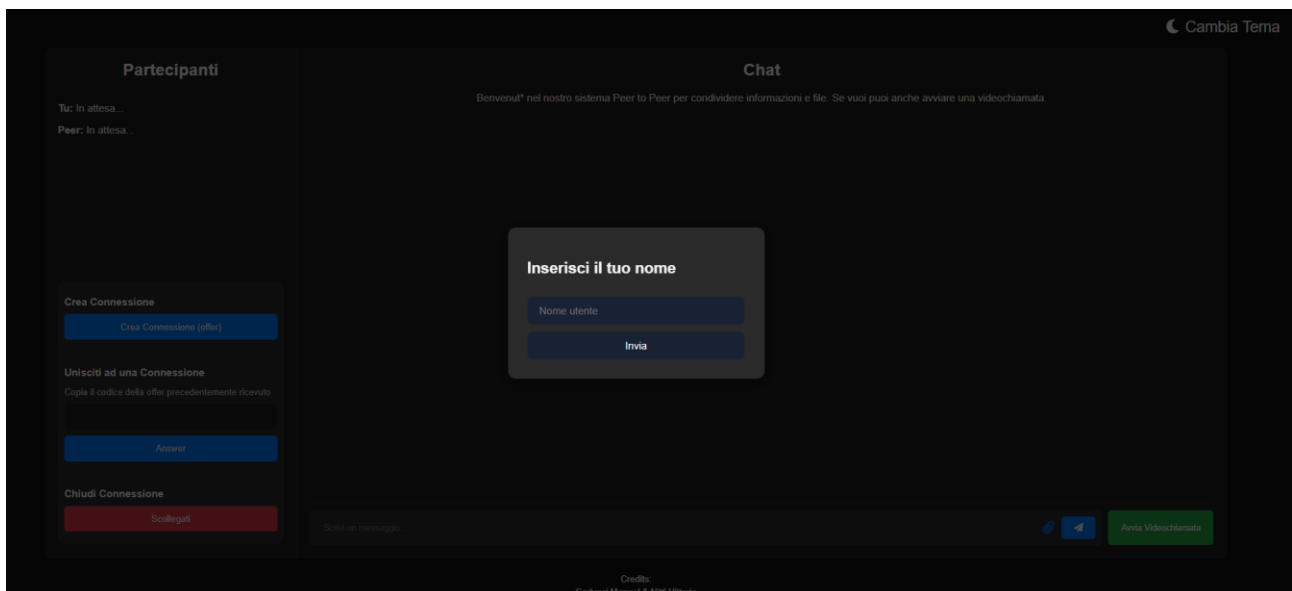 Cambia Tema
Partecipanti
Tu: In attesa...
Peer: In attesa...
Crea Connessione
Crea Connessione (offer)
Unisciti ad una Connessione
Copia il codice della offer precedentemente ricevuto
Answer
Chiudi Connessione
Scollegati
Chat
Benvenut* nel nostro sistema Peer to Peer per condividere informazioni e file. Se vuoi puoi anche avviare una videochiamata.
Inserisci il tuo nome
Nome utente
Invia
Scrivi un messaggio
Avvia Videochiamata
Credits: